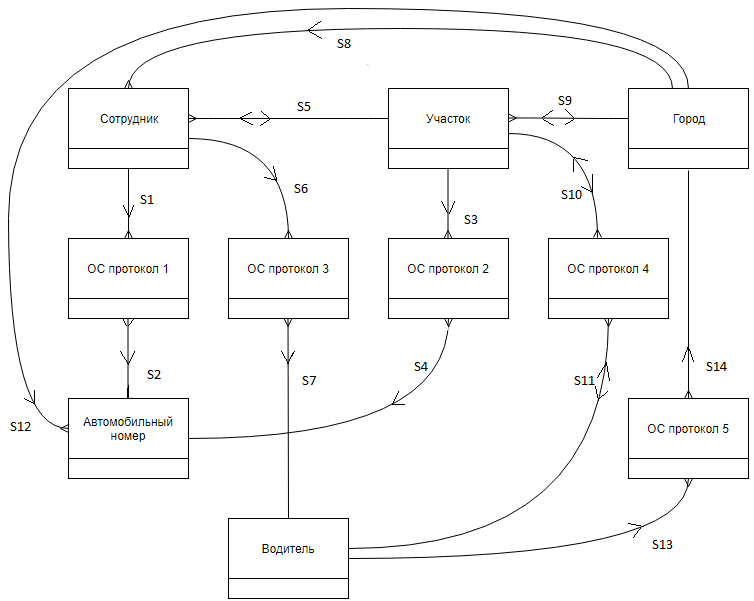 S8
S5
S9
Сотрудник
Участок
Город
S1
S6
S3
S10
ОС протокол 1
ОС протокол 3
ОС протокол 2
ОС протокол 4
S2
S7
S4
S11
S14
S12
Автомобильный
номер
ОС протокол 5
Водитель
S13